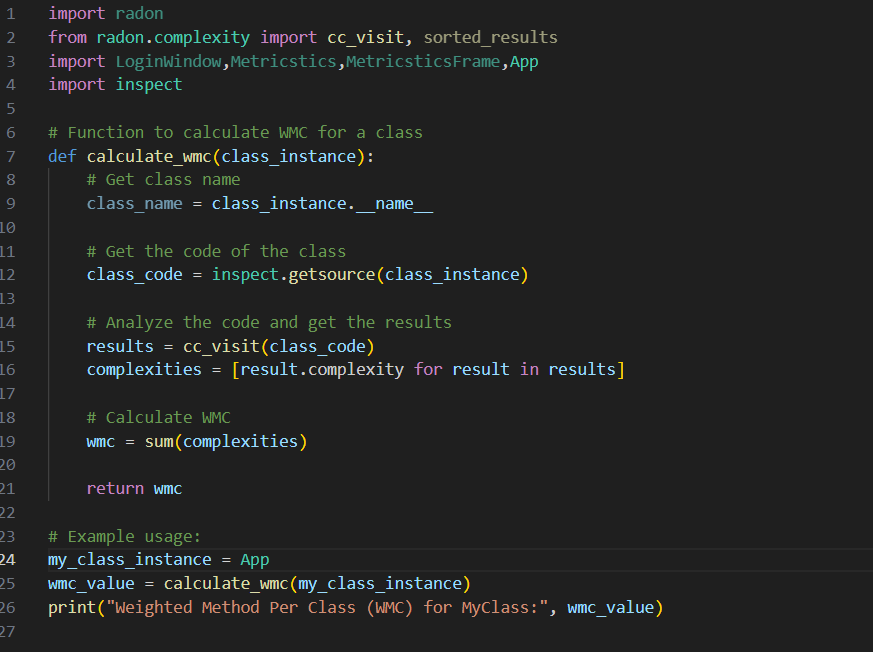 1 import radon
2 from radon.complexity import cc_visit, sorted_results
3 import LoginWindow,Metricstics,MetricsticsFrame,App
4 import inspect
5
6 # Function to calculate WMC for a class
7 def calculate_wmc(class_instance):
8     # Get class name
9     class_name = class_instance.__name__
10
11     # Get the code of the class
12     class_code = inspect.getsource(class_instance)
13
14     # Analyze the code and get the results
15     results = cc_visit(class_code)
16     complexities = [result.complexity for result in results]
17
18     # Calculate WMC
19     wmc = sum(complexities)
20
21     return wmc
22
23 # Example usage:
24 my_class_instance = App
25 wmc_value = calculate_wmc(my_class_instance)
26 print("Weighted Method Per Class (WMC) for MyClass:", wmc_value)
27